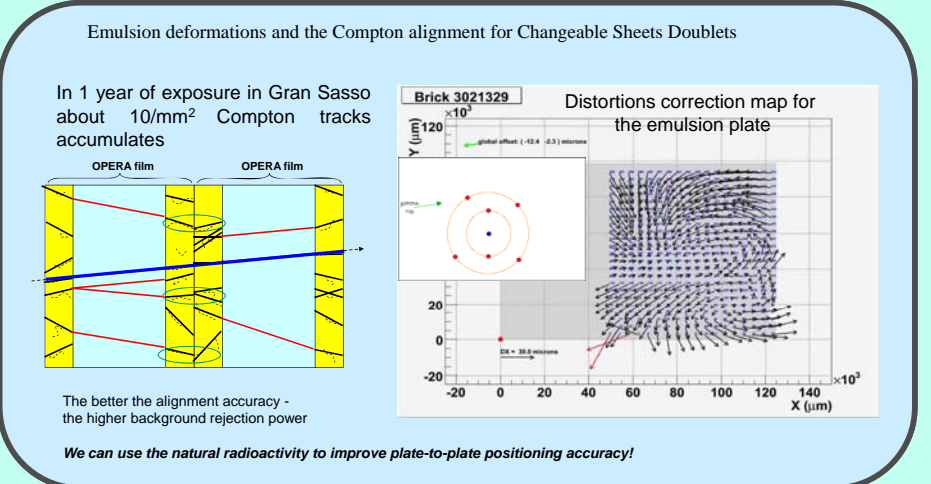 Emulsion deformations and the Compton alignment for Changeable Sheets Doublets
In 1 year of exposure in Gran Sasso
about 10/mm² Compton tracks
accumulates
OPERA film
OPERA film
The better the alignment accuracy -
the higher background rejection power
Brick 3021329
Distortions correction map for
the emulsion plate
×10³
Y (μm)
120
global offset: ( -12.4 -2.3 ) microns
gamma-
ray
20
0
-20
DX = 30.0 microns
-20 0 20 40 60 80 100 120 140
×10³
X (μm)
We can use the natural radioactivity to improve plate-to-plate positioning accuracy!